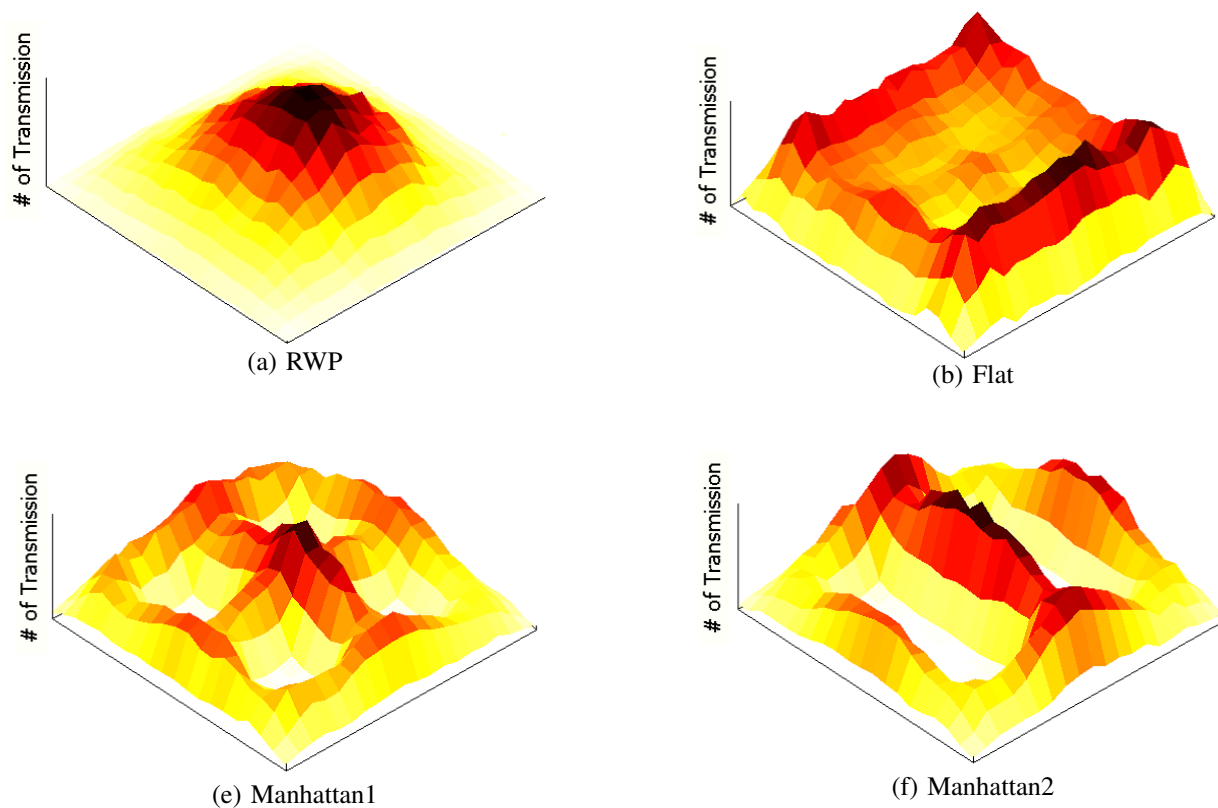 # of Transmission
# of Transmission
(a) RWP
(b) Flat
# of Transmission
# of Transmission
(e) Manhattan1
(f) Manhattan2